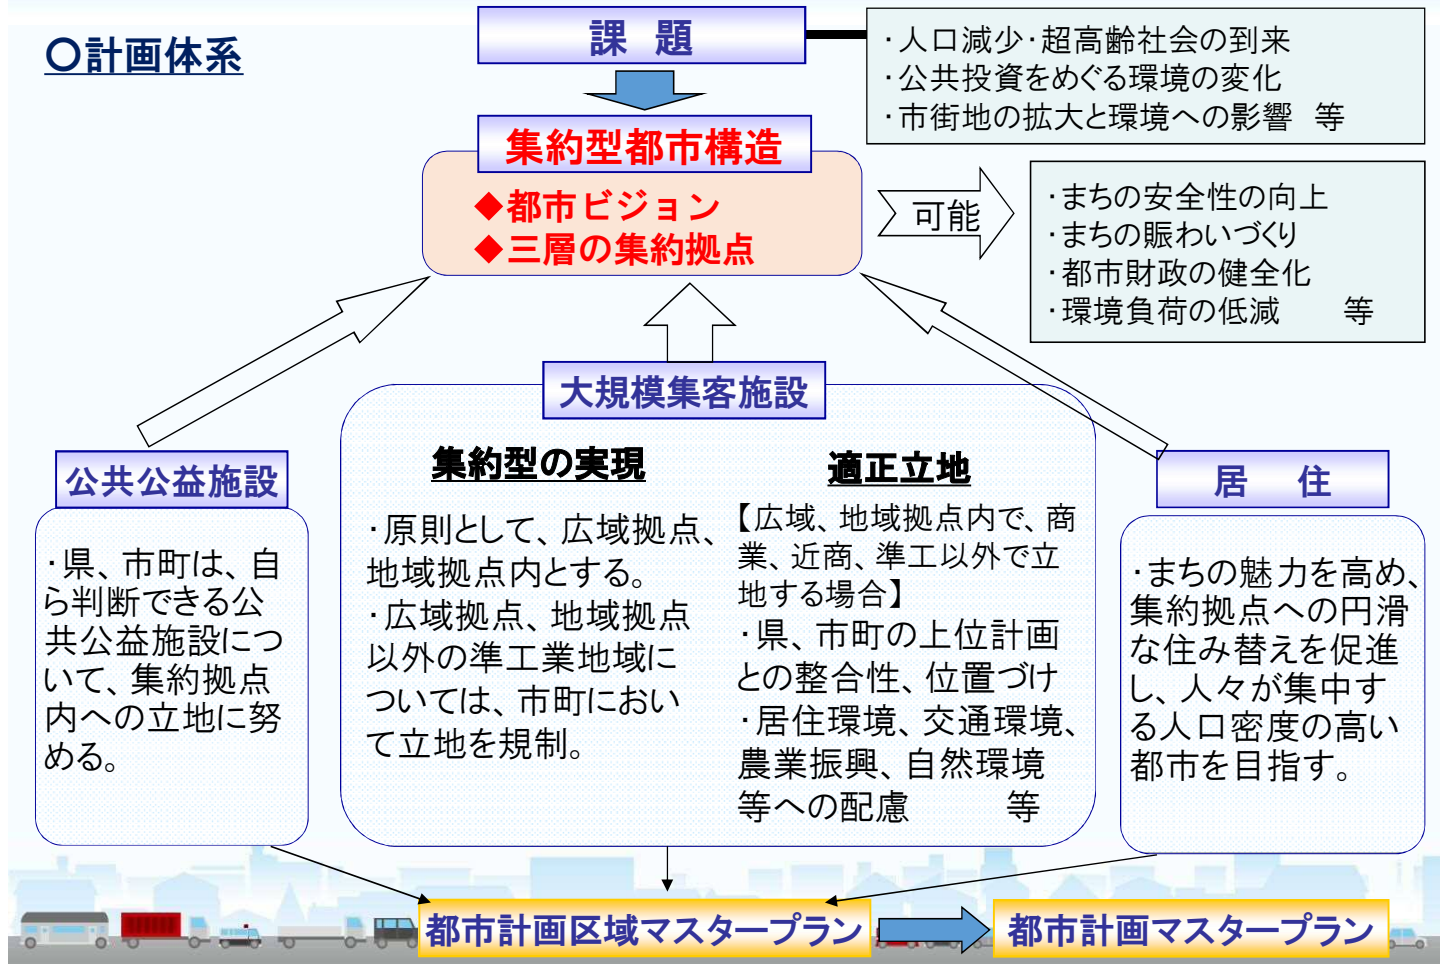 〇計画体系
課 題
・人口減少・超高齢社会の到来
・公共投資をめぐる環境の変化
・市街地の拡大と環境への影響 等
集約型都市構造
◆都市ビジョン
◆三層の集約拠点
可能
・まちの安全性の向上
・まちの賑わいづくり
・都市財政の健全化
・環境負荷の低減 等
公共公益施設
・県、市町は、自
ら判断できる公
共公益施設につ
いて、集約拠点
内への立地に努
める。
大規模集客施設
集約型の実現
・原則として、広域拠点、
地域拠点内とする。
・広域拠点、地域拠点
以外の準工業地域に
ついては、市町におい
て立地を規制。
適正立地
【広域、地域拠点内で、商
業、近商、準工以外で立
地する場合】
・県、市町の上位計画
との整合性、位置づけ
・居住環境、交通環境、
農業振興、自然環境
等への配慮 等
居 住
・まちの魅力を高め、
集約拠点への円滑
な住み替えを促進
し、人々が集中す
る人口密度の高い
都市を目指す。
都市計画区域マスタープラン
都市計画マスタープラン